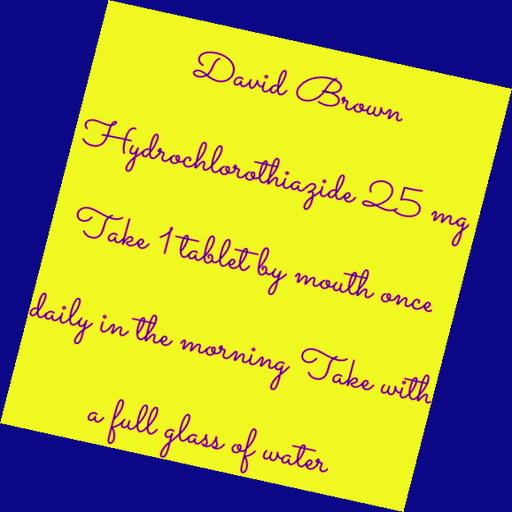 David Brown
Hydrochlorothiazide 25 mg
Take 1 tablet by mouth once
daily in the morning Take with
a full glass of water